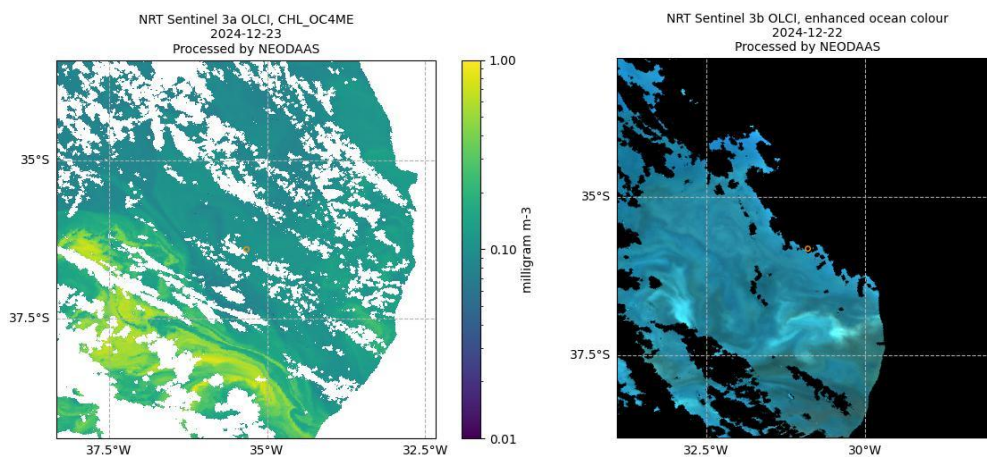 NRT Sentinel 3a OLCI, CHL_OC4ME
2024-12-23
Processed by NEODAAS
1.00
35°S
0.10
37.5°S
0.01
37.5°W
35°W
32.5°W
milligram m-3
NRT Sentinel 3b OLCI, enhanced ocean colour
2024-12-22
Processed by NEODAAS
35°S
37.5°S
32.5°W
30°W